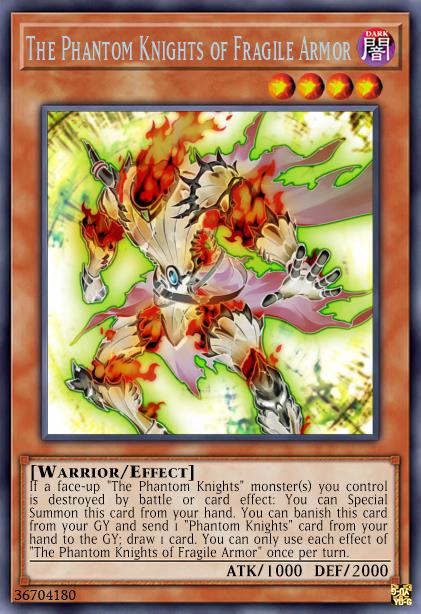 THE PHANTOM KNIGHTS OF FRAGILE ARMOR
DARK
闇
[WARRIOR/EFFECT]
If a face-up "The Phantom Knights" monster(s) you control
is destroyed by battle or card effect: You can Special
Summon this card from your hand. You can banish this card
from your GY and send 1 "Phantom Knights" card from your
hand to the GY; draw 1 card. You can only use each effect of
"The Phantom Knights of Fragile Armor" once per turn.
ATK/1000 DEF/2000
36704180